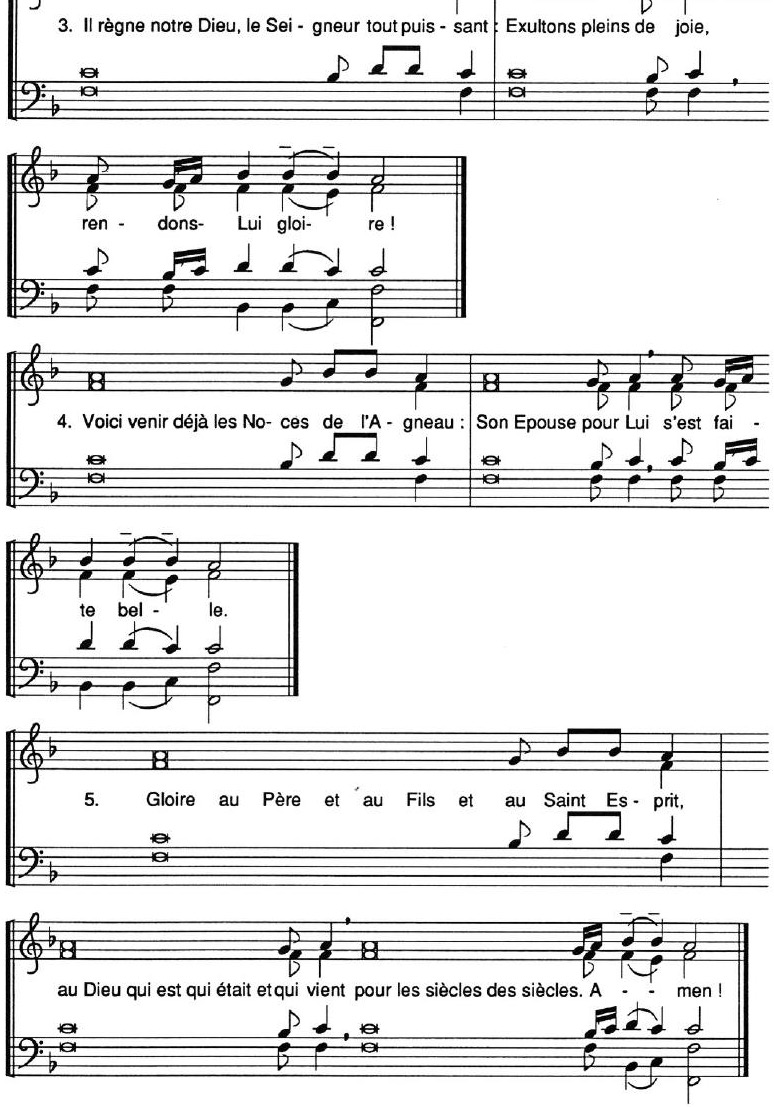 3. Il règne notre Dieu, le Sei - gneur tout puis - sant : Exultons pleins de joie,
ren - dons- Lui gloi- re !
4. Voici venir déjà les No- ces de l'A - gneau : Son Epouse pour Lui s'est fai -
te bel - le.
5. Gloire au Père et au Fils et au Saint Es - prit,
au Dieu qui est qui était et qui vient pour les siècles des siècles. A - - men !